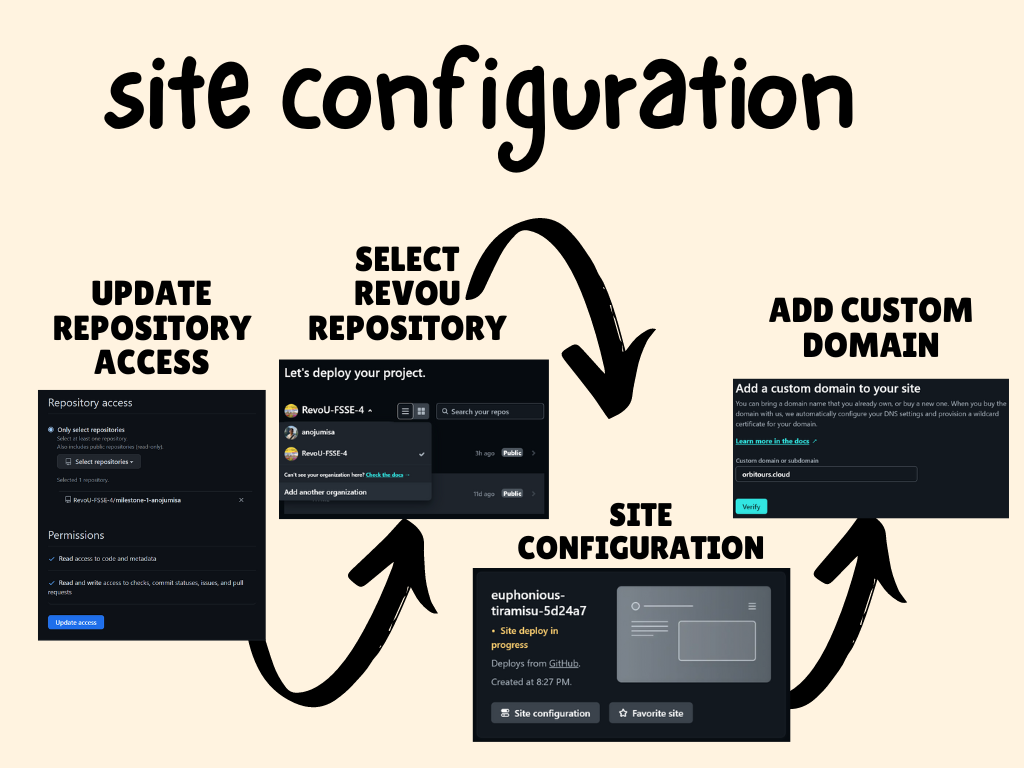 site configuration
UPDATE
REPOSITORY
ACCESS
Repository access
Only select repositories
Select at least one repository.
Also includes public repositories (read-only).
Select repositories
Selected 1 repository.
RevoU-FSSE-4/milestone-1-anojumisa
Permissions
Read access to code and metadata
Read and write access to checks, commit statuses, issues, and pull
requests
Update access
SELECT
REVOU
REPOSITORY
Let's deploy your project.
RevoU-FSSE-4
Search your repos
anojumisa
RevoU-FSSE-4
3h ago Public
Can't see your organization here? Check the docs →
Add another organization
11d ago Public
SITE
CONFIGURATION
euphonious-
tiramisu-5d24a7
• Site deploy in
progress
Deploys from GitHub.
Created at 8:27 PM.
Site configuration
Favorite site
ADD CUSTOM
DOMAIN
Add a custom domain to your site
You can bring a domain name that you already own, or buy a new one. When you buy the
domain with us, we automatically configure your DNS settings and provision a wildcard
certificate for your domain.
Learn more in the docs ↗
Custom domain or subdomain
orbitours.cloud
Verify